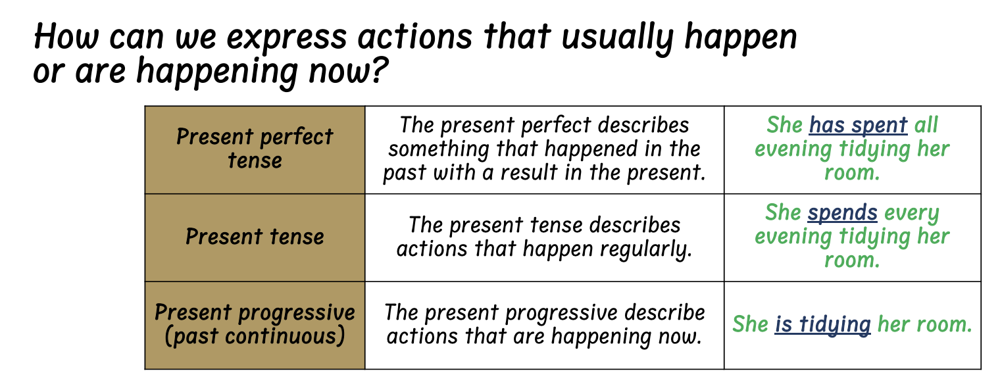 How can we express actions that usually happen
or are happening now?
Present perfect
tense
The present perfect describes
something that happened in the
past with a result in the present.
She has spent all
evening tidying her
room.
Present tense
The present tense describes
actions that happen regularly.
She spends every
evening tidying her
room.
Present progressive
(past continuous)
The present progressive describe
actions that are happening now.
She is tidying her room.